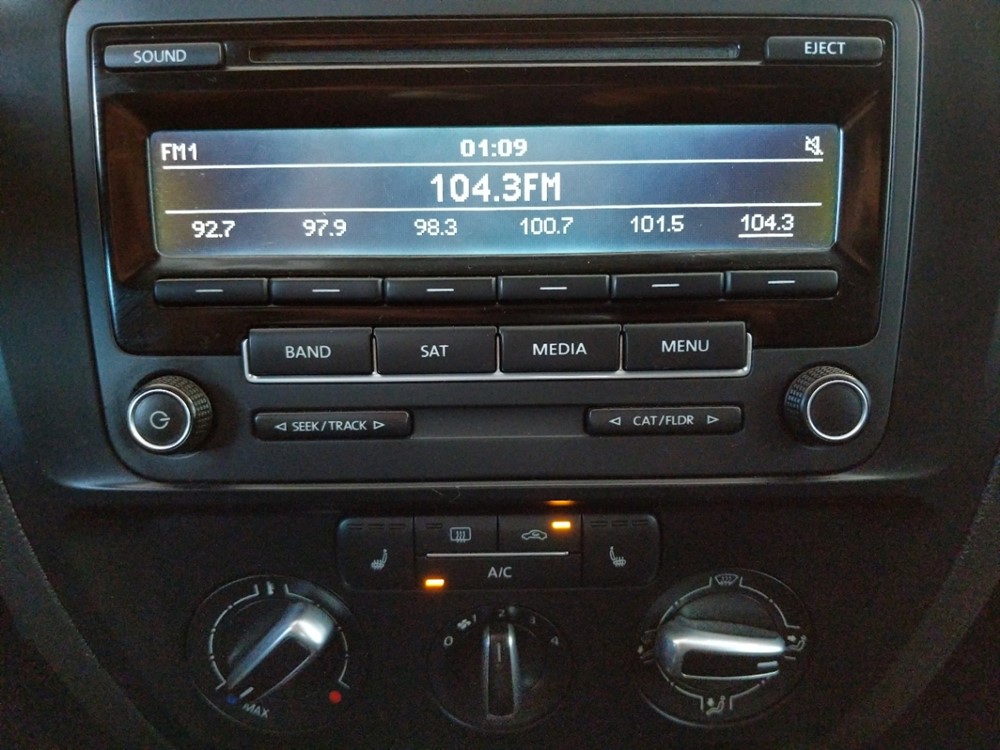 SOUND EJECT
FM1 01:09
104.3FM
92.7 97.9 98.3 100.7 101.5 104.3
BAND SAT MEDIA MENU
SEEK/TRACK CAT/FLDR
A/C
0 1 2 3 4
MAX